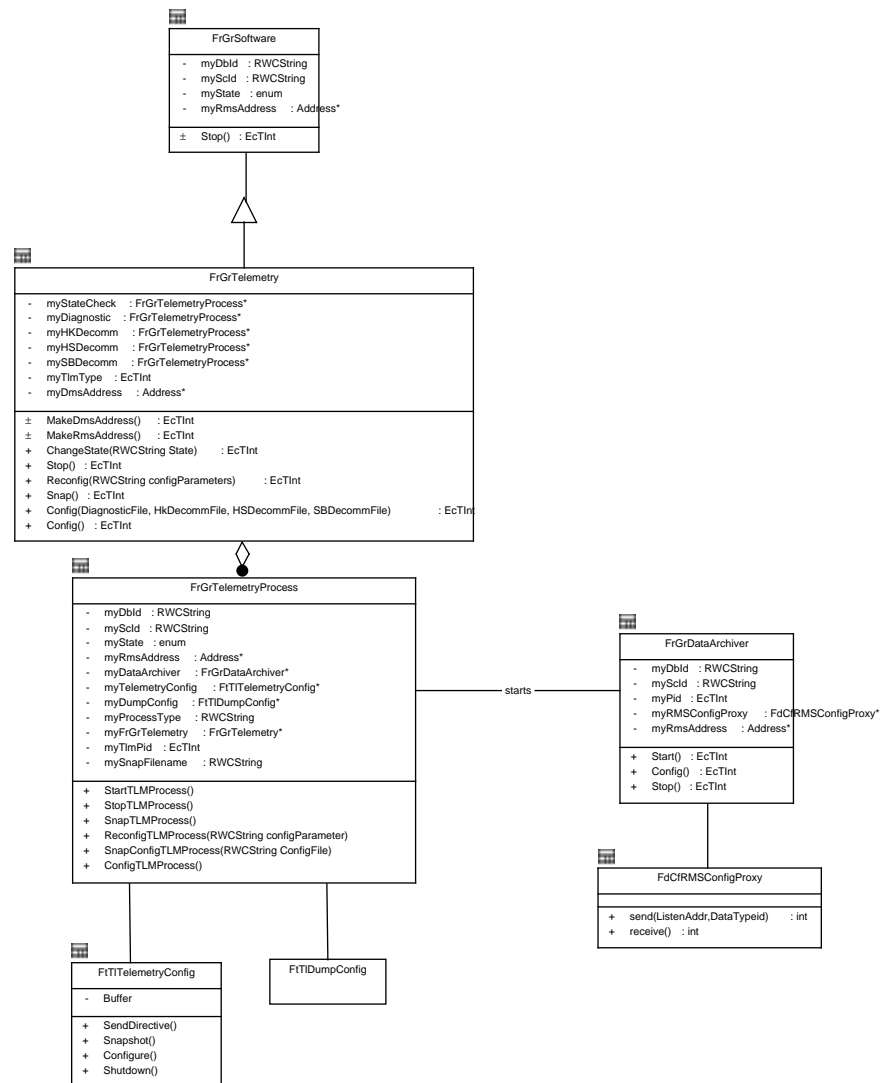 FrGrSoftware
- myDbId : RWCString
- myScId : RWCString
- myState : enum
- myRmsAddress : Address*
± Stop() : EcTInt
FrGrTelemetry
- myStateCheck : FrGrTelemetryProcess*
- myDiagnostic : FrGrTelemetryProcess*
- myHKDecomm : FrGrTelemetryProcess*
- myHSDecomm : FrGrTelemetryProcess*
- mySBDecomm : FrGrTelemetryProcess*
- myTlmType : EcTInt
- myDmsAddress : Address*
± MakeDmsAddress() : EcTInt
± MakeRmsAddress() : EcTInt
+ ChangeState(RWCString State) : EcTInt
+ Stop() : EcTInt
+ Reconfig(RWCString configParameters) : EcTInt
+ Snap() : EcTInt
+ Config(DiagnosticFile, HkDecommFile, HSDecommFile, SBDecommFile) : EcTInt
+ Config() : EcTInt
FrGrTelemetryProcess
- myDbId : RWCString
- myScId : RWCString
- myState : enum
- myRmsAddress : Address*
- myDataArchiver : FrGrDataArchiver*
- myTelemetryConfig : FtTlTelemetryConfig*
- myDumpConfig : FtTlDumpConfig*
- myProcessType : RWCString
- myFrGrTelemetry : FrGrTelemetry*
- myTlmPid : EcTInt
- mySnapFilename : RWCString
+ StartTLMProcess()
+ StopTLMProcess()
+ SnapTLMProcess()
+ ReconfigTLMProcess(RWCString configParameter)
+ SnapConfigTLMProcess(RWCString ConfigFile)
+ ConfigTLMProcess()
starts
FrGrDataArchiver
- myDbId : RWCString
- myScId : RWCString
- myPid : EcTInt
- myRMSConfigProxy : FdCfRMSConfigProxy*
- myRmsAddress : Address*
+ Start() : EcTInt
+ Config() : EcTInt
+ Stop() : EcTInt
FdCfRMSConfigProxy
+ send(ListenAddr,DataTypeid) : int
+ receive() : int
FtTlTelemetryConfig
- Buffer
+ SendDirective()
+ Snapshot()
+ Configure()
+ Shutdown()
FtTlDumpConfig